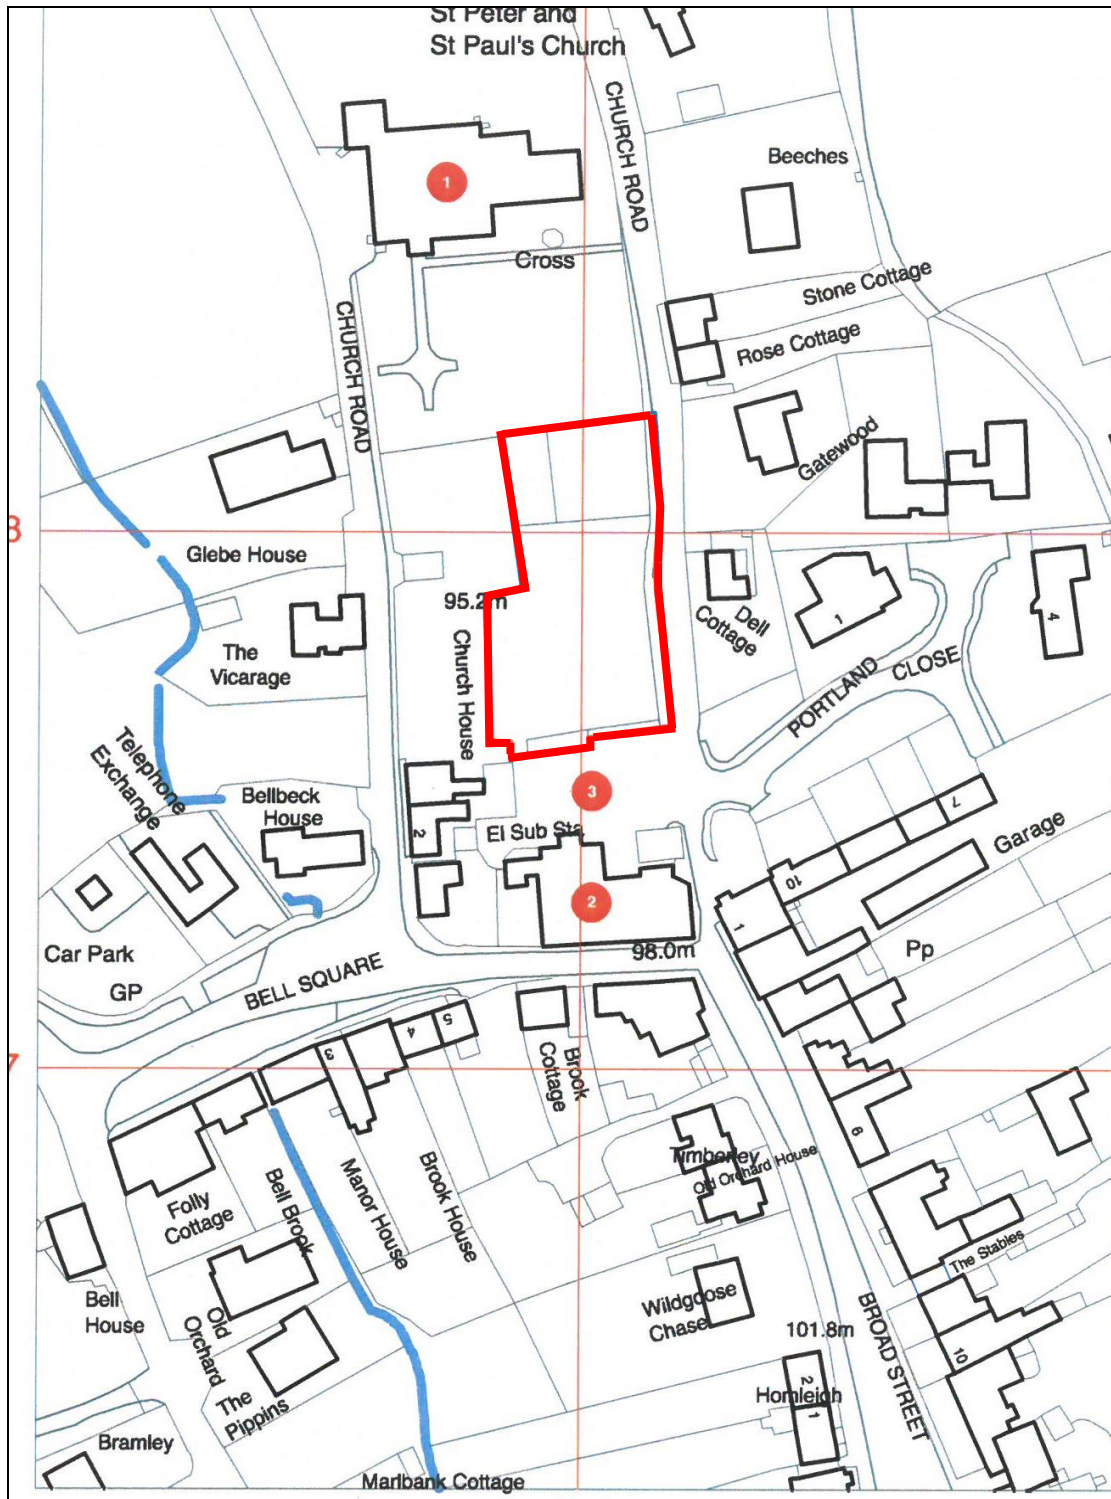 St Peter and
St Paul's Church
CHURCH ROAD
1
Beeches
Cross
Stone Cottage
Rose Cottage
CHURCH ROAD
Gatewood
8
Glebe House
95.2m
Dell
Cottage
1
4
The
Vicarage
Church House
PORTLAND
CLOSE
Telephone
Exchange
Bellbeck
House
3
7
2
El Sub Sta
Garage
10
2
1
Car Park
GP
98.0m
Pp
BELL SQUARE
5
4
3
7
Brook
Cottage
6
Timberley
Old Orchard House
Folly
Cottage
Bell Brook
Manor House
Brook House
The Stables
Bell
House
Old
Orchard
Wildgoose
Chase
101.8m
BROAD STREET
10
The
Pippins
2
Homleigh
1
Bramley
Marlbank Cottage